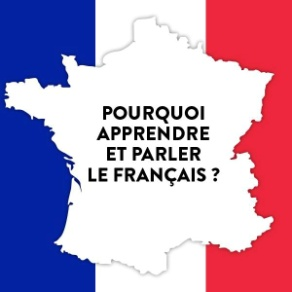 POURQUOI
APPRENDRE
ET PARLER
LE FRANÇAIS ?